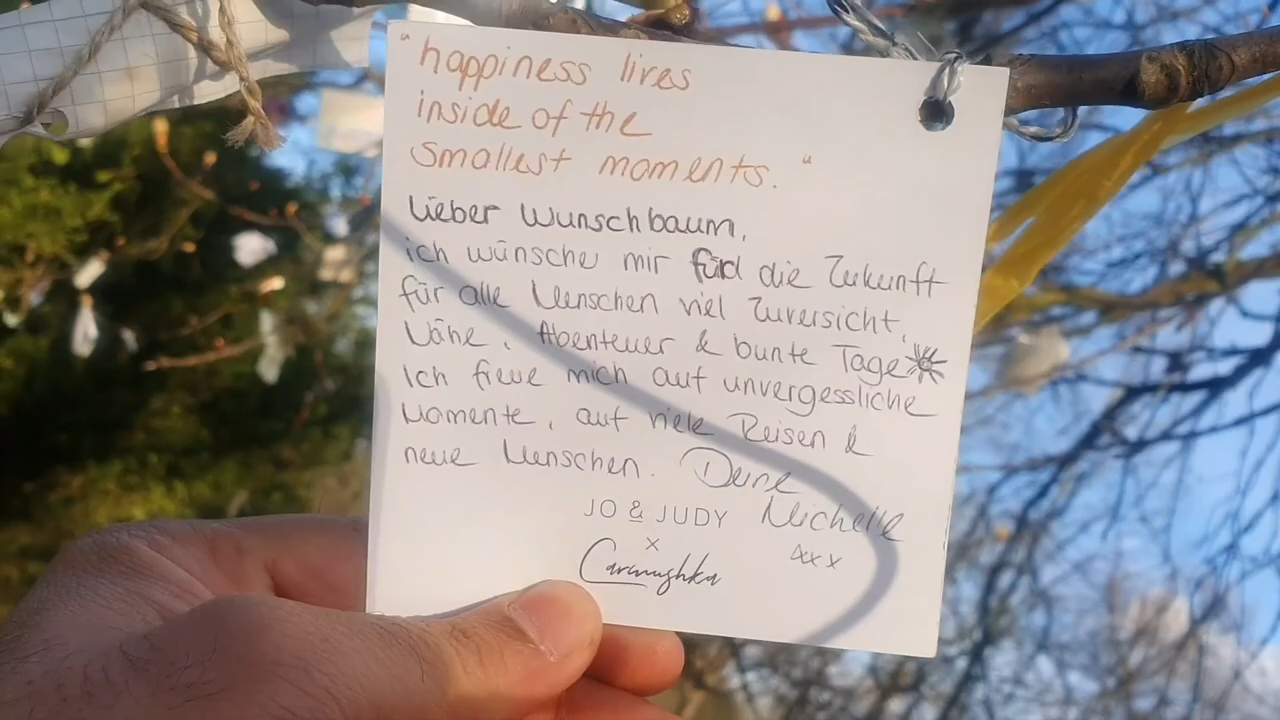 "happiness lives
inside of the
smallest moments."
Lieber Wunschbaum,
ich wünsche mir für die Zukunft
für alle Menschen viel Zuversicht,
Nähe, Abenteuer & bunte Tage
Ich freue mich auf unvergessliche
Momente, auf viele Reisen &
neue Menschen. Deine
JO & JUDY Michelle
x xxx
Carmushka